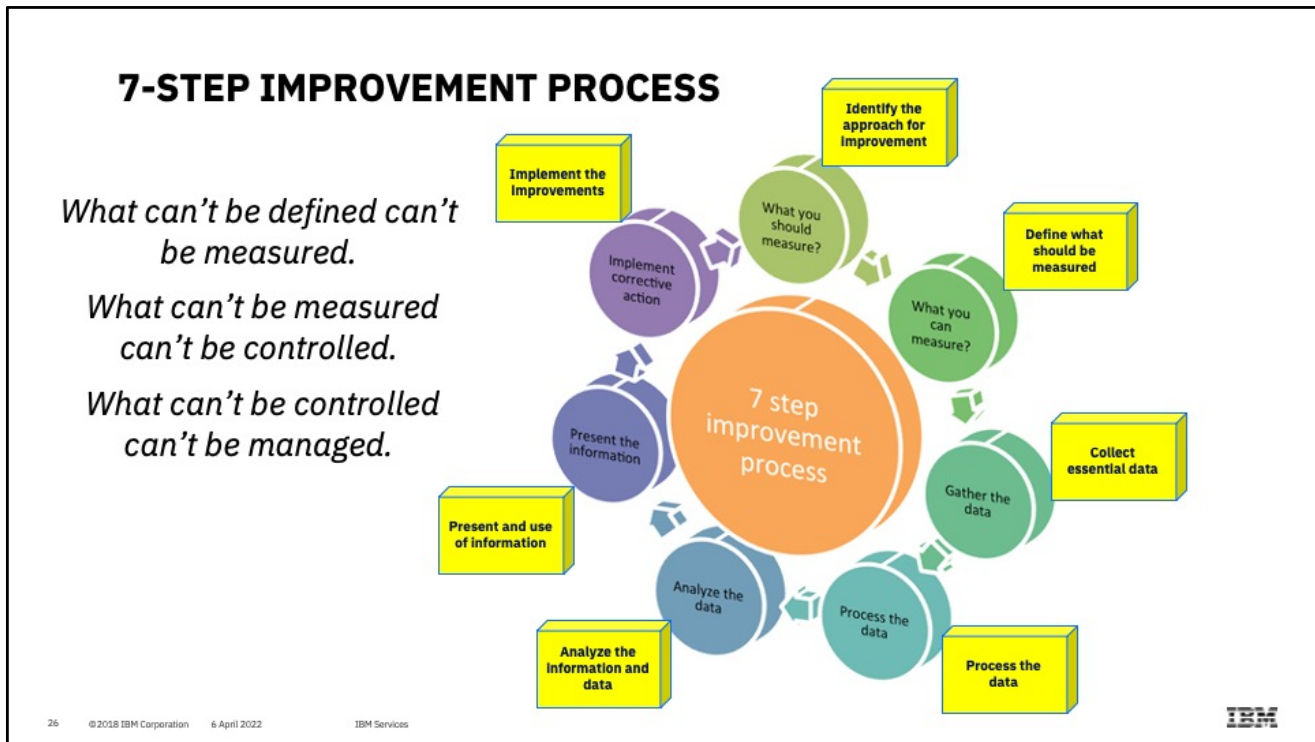 7-STEP IMPROVEMENT PROCESS
What can’t be defined can’t
be measured.
What can’t be measured
can’t be controlled.
What can’t be controlled
can’t be managed.
Identify the
approach for
improvement
What you
should
measure?
Define what
should be
measured
What you
can
measure?
Collect
essential data
Gather the
data
Process the
data
Process the
data
Analyze the
information and
data
Analyze the
data
Present and use
of information
Present the
information
Implement the
Improvements
Implement
corrective
action
7 step
improvement
process
26 ©2018 IBM Corporation 6 April 2022 IBM Services
IBM